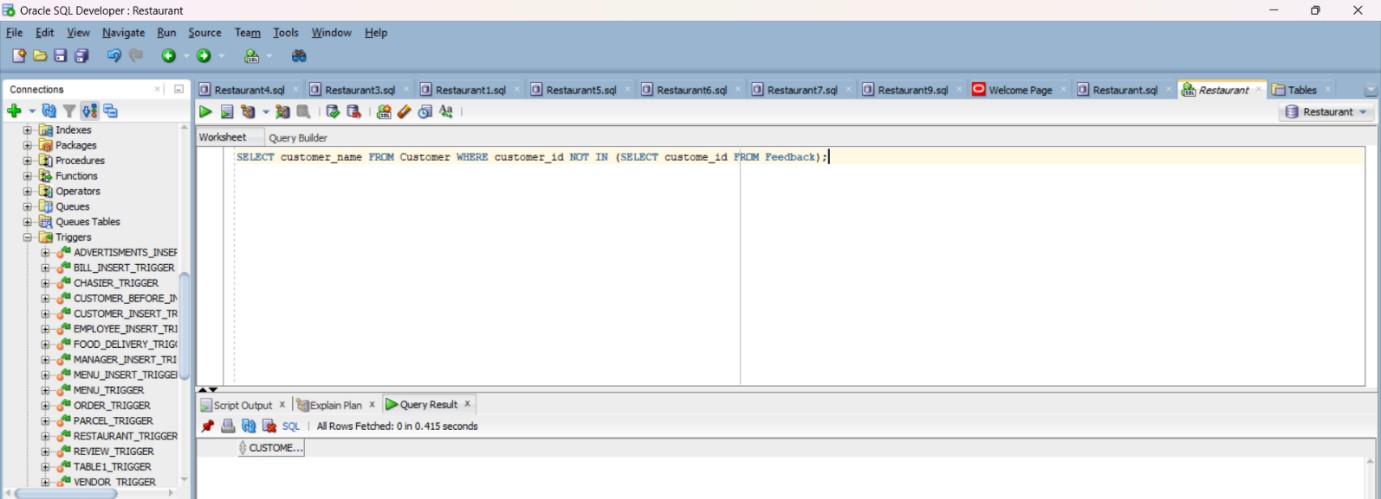 Oracle SQL Developer : Restaurant
File Edit View Navigate Run Source Team Tools Window Help
Connections
Restaurant4.sql Restaurant3.sql Restaurant1.sql Restaurant5.sql Restaurant6.sql Restaurant7.sql Restaurant9.sql Welcome Page Restaurant.sql Restaurant Tables
Restaurant
Worksheet Query Builder
SELECT customer_name FROM Customer WHERE customer_id NOT IN (SELECT custome_id FROM Feedback);
Indexes
Packages
Procedures
Functions
Operators
Queues
Queues Tables
Triggers
ADVERTISMENTS_INSER
BILL_INSERT_TRIGGER
CHASIER_TRIGGER
CUSTOMER_BEFORE_IN
CUSTOMER_INSERT_TR
EMPLOYEE_INSERT_TRI
FOOD_DELIVERY_TRIG
MANAGER_INSERT_TRI
MENU_INSERT_TRIGGE
MENU_TRIGGER
ORDER_TRIGGER
PARCEL_TRIGGER
RESTAURANT_TRIGGER
REVIEW_TRIGGER
TABLE1_TRIGGER
VENDOR_TRIGGER
Script Output Explain Plan Query Result
SQL All Rows Fetched: 0 in 0.415 seconds
CUSTOME...